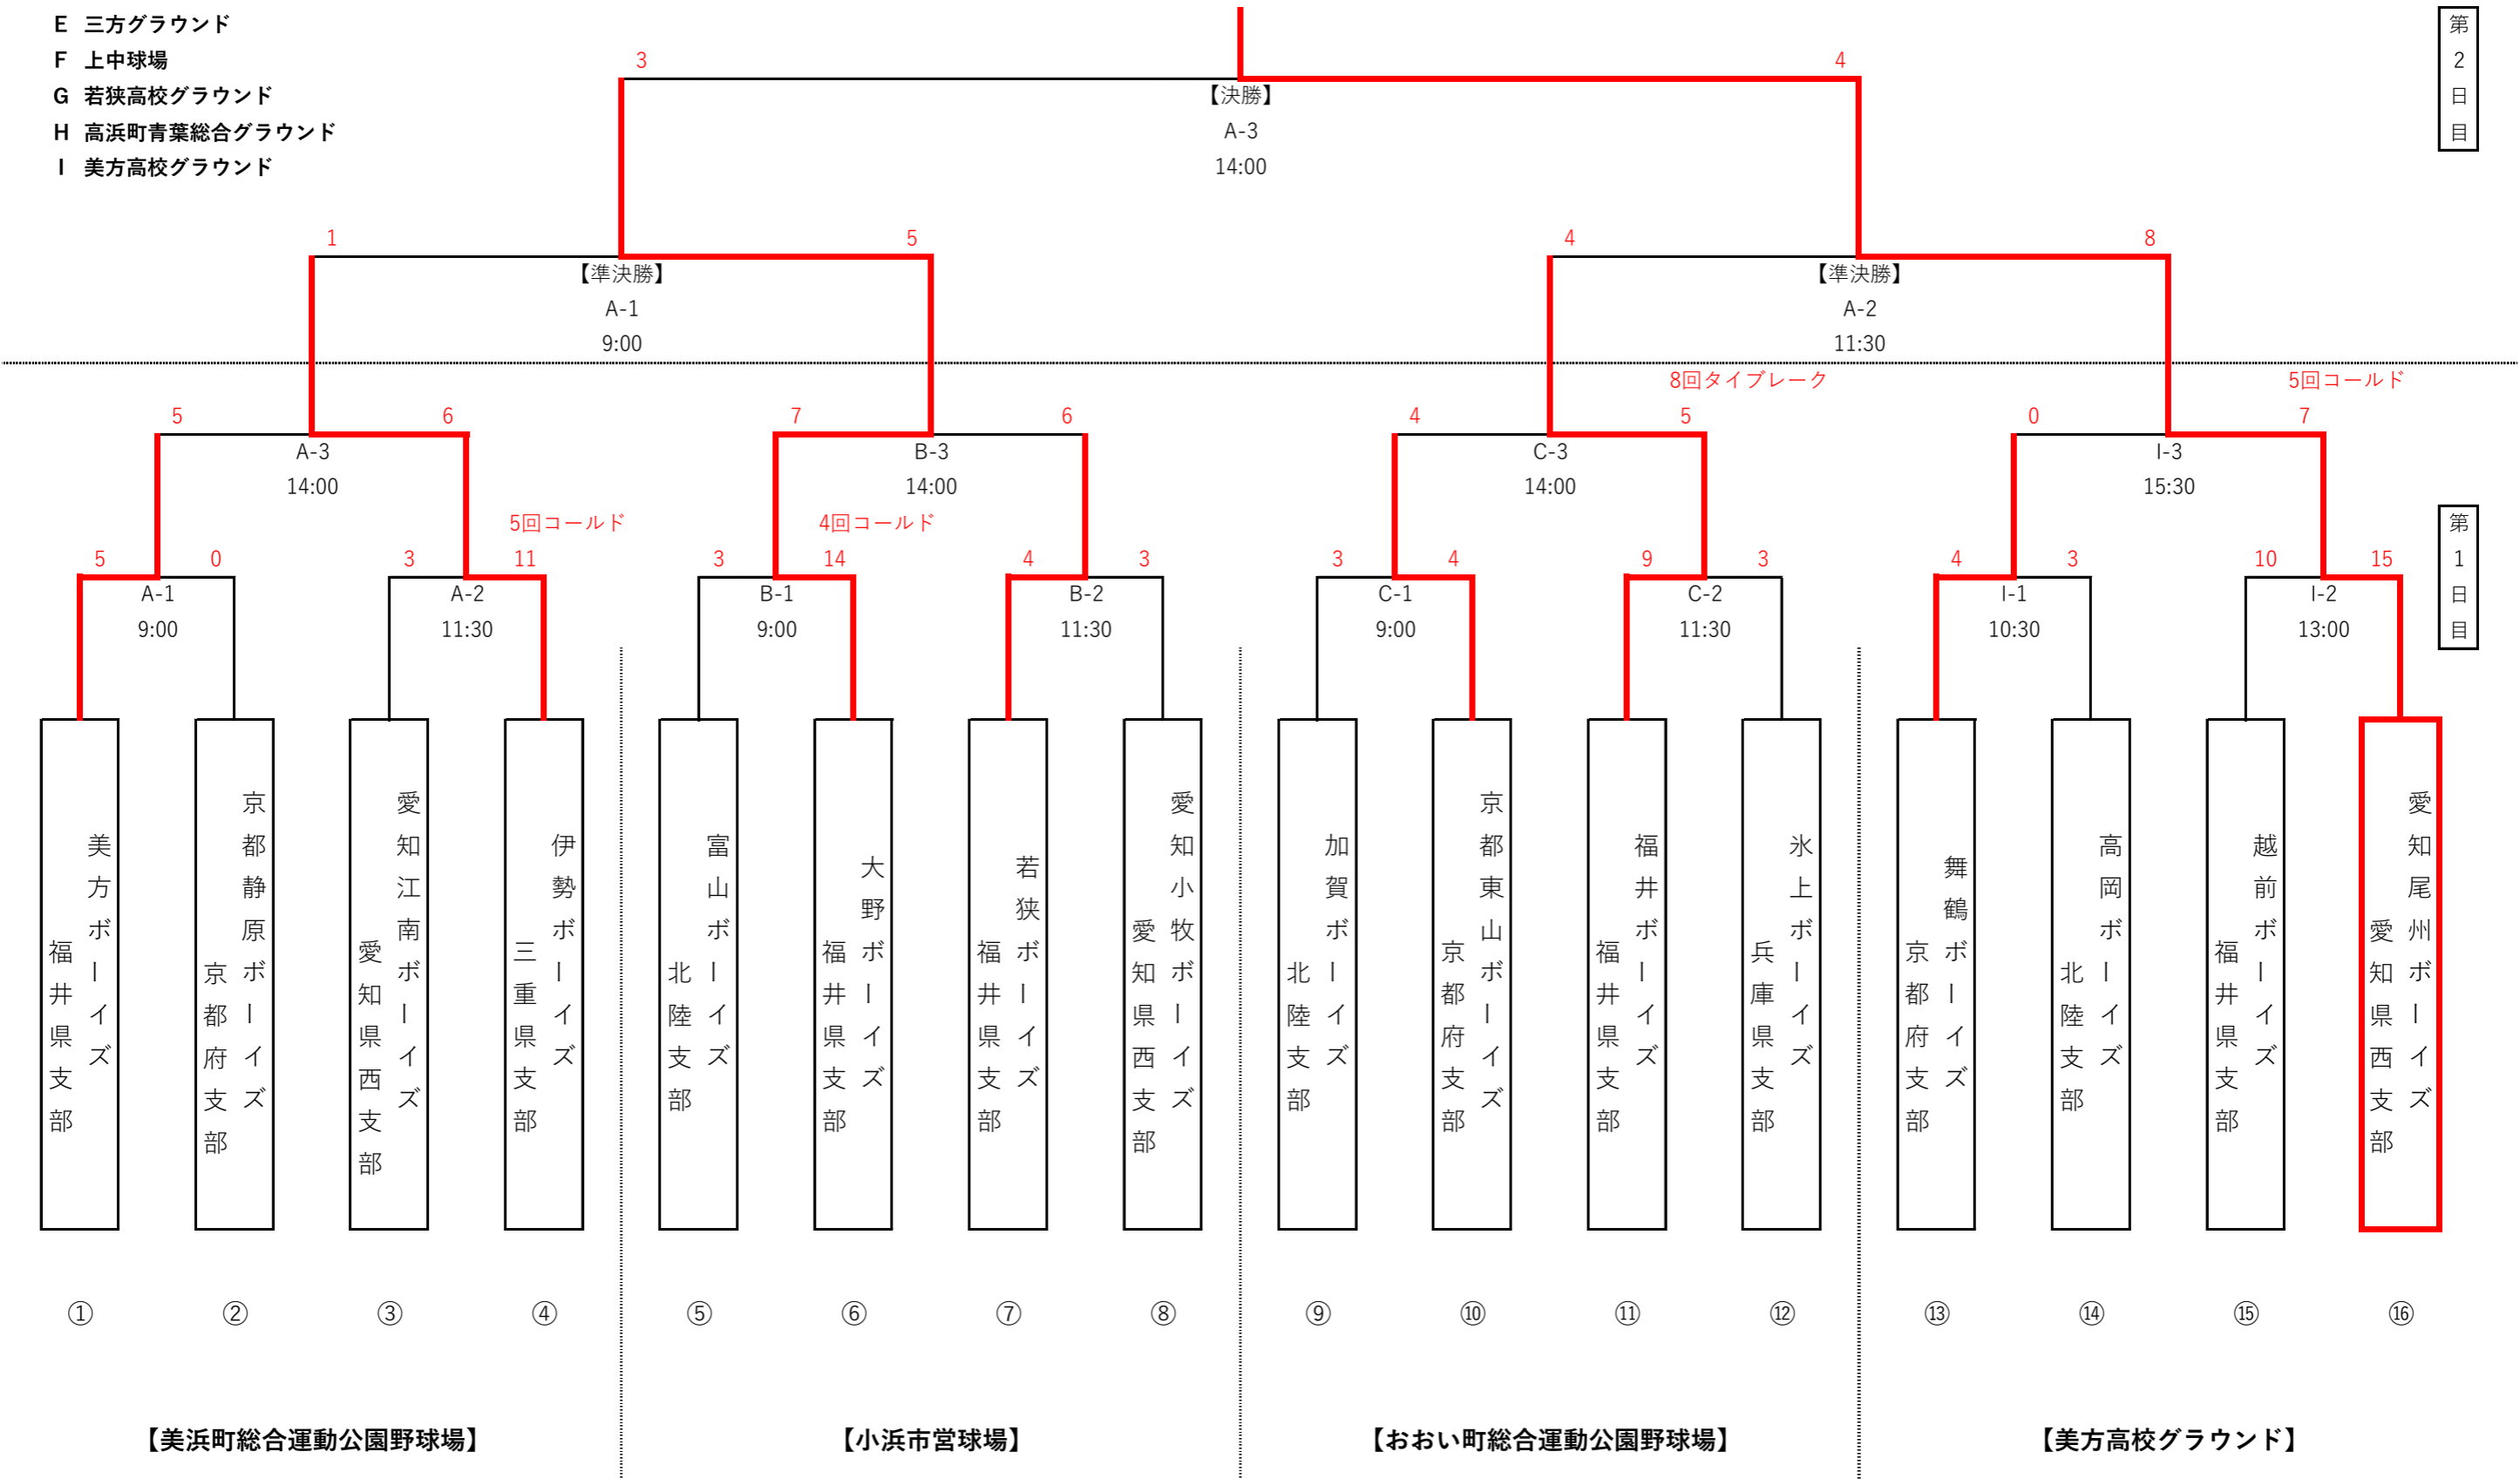 E 三方グラウンド
F 上中球場
G 若狭高校グラウンド
H 高浜町青葉総合グラウンド
I 美方高校グラウンド
第2日目
3 4
【決勝】
A-3
14:00
1 5 4 8
【準決勝】 【準決勝】
A-1 A-2
9:00 11:30
8回タイブレーク 5回コールド
5 6 7 6 4 5 0 7
A-3 B-3 C-3 I-3
14:00 14:00 14:00 15:30
5回コールド 4回コールド
第1日目
5 0 3 11 3 14 4 3 3 4 9 3 4 3 10 15
A-1 A-2 B-1 B-2 C-1 C-2 I-1 I-2
9:00 11:30 9:00 11:30 9:00 11:30 10:30 13:00
美方ボーイズ
福井県支部
京都静原ボーイズ
京都府支部
愛知江南ボーイズ
愛知県西支部
伊勢ボーイズ
三重県支部
富山ボーイズ
北陸支部
大野ボーイズ
福井県支部
若狭ボーイズ
福井県支部
愛知小牧ボーイズ
愛知県西支部
加賀ボーイズ
北陸支部
京都東山ボーイズ
京都府支部
福井ボーイズ
福井県支部
氷上ボーイズ
兵庫県支部
舞鶴ボーイズ
京都府支部
高岡ボーイズ
北陸支部
越前ボーイズ
福井県支部
愛知尾州ボーイズ
愛知県西支部
① ② ③ ④ ⑤ ⑥ ⑦ ⑧ ⑨ ⑩ ⑪ ⑫ ⑬ ⑭ ⑮ ⑯
【美浜町総合運動公園野球場】 【小浜市営球場】 【おおい町総合運動公園野球場】 【美方高校グラウンド】